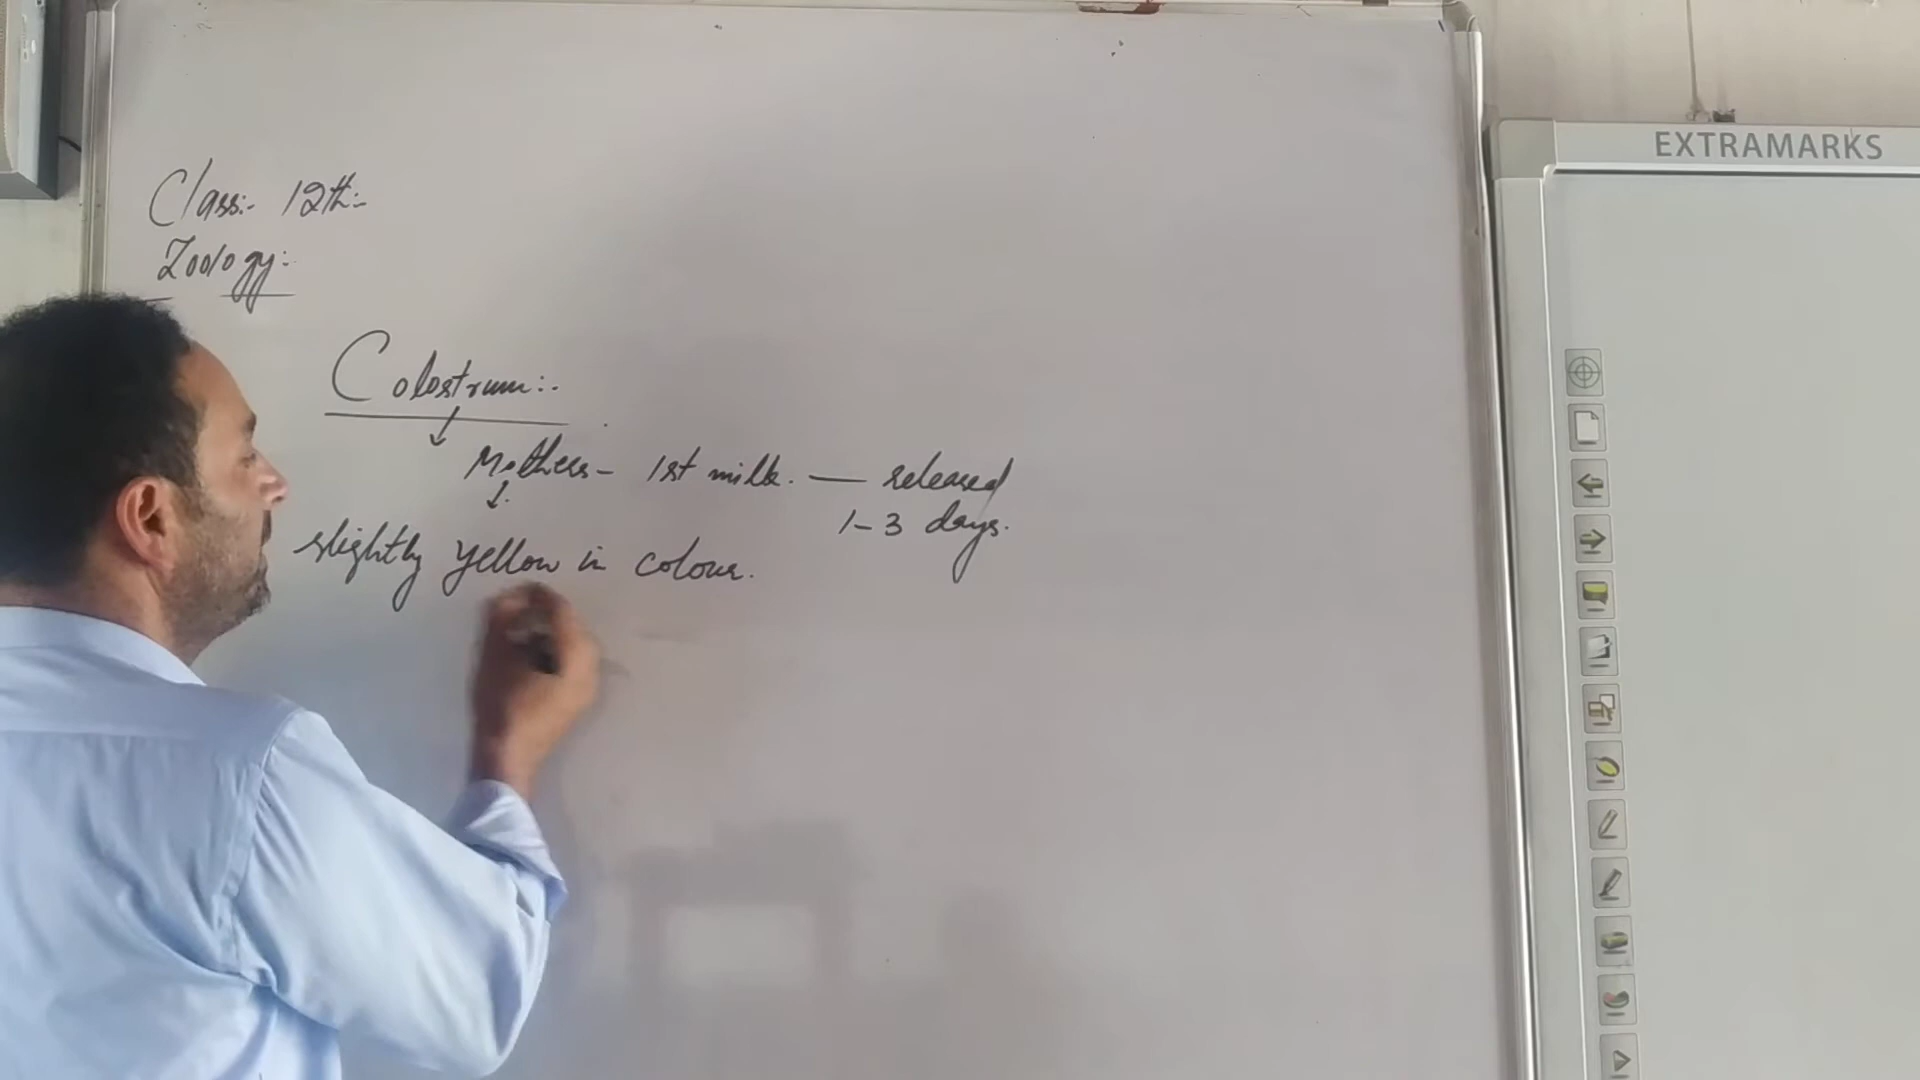 Class:- 12th:-
Zoology:-
Colostrum:-
Mothers- 1st milk. — released
1-3 days.
slightly yellow in colour.
EXTRAMARKS